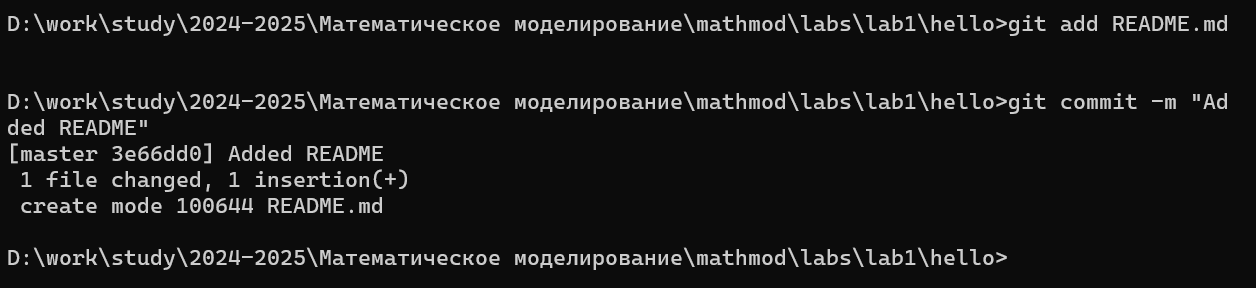 D:\work\study\2024-2025\Математическое моделирование\mathmod\labs\lab1\hello>git add README.md
D:\work\study\2024-2025\Математическое моделирование\mathmod\labs\lab1\hello>git commit -m "Ad
ded README"
[master 3e66dd0] Added README
 1 file changed, 1 insertion(+)
 create mode 100644 README.md
D:\work\study\2024-2025\Математическое моделирование\mathmod\labs\lab1\hello>